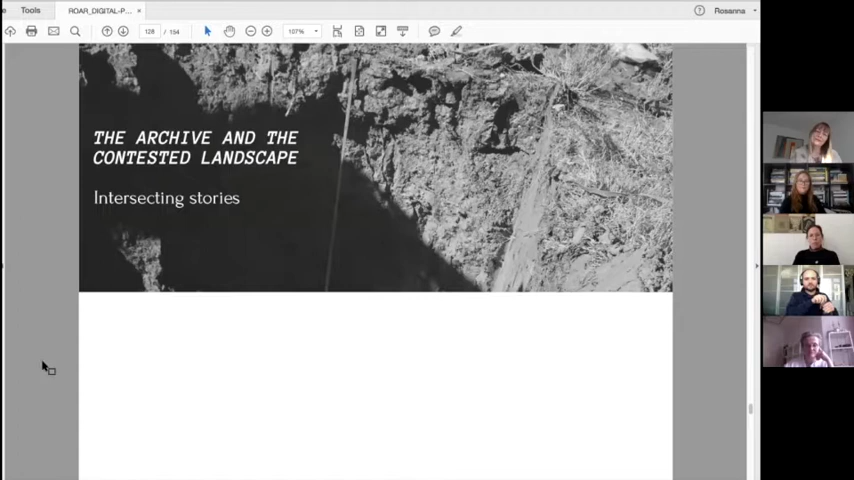 Tools
ROAR_DIGITAL-P... ×
Rosanna
128 / 154
107%
THE ARCHIVE AND THE
CONTESTED LANDSCAPE
Intersecting stories